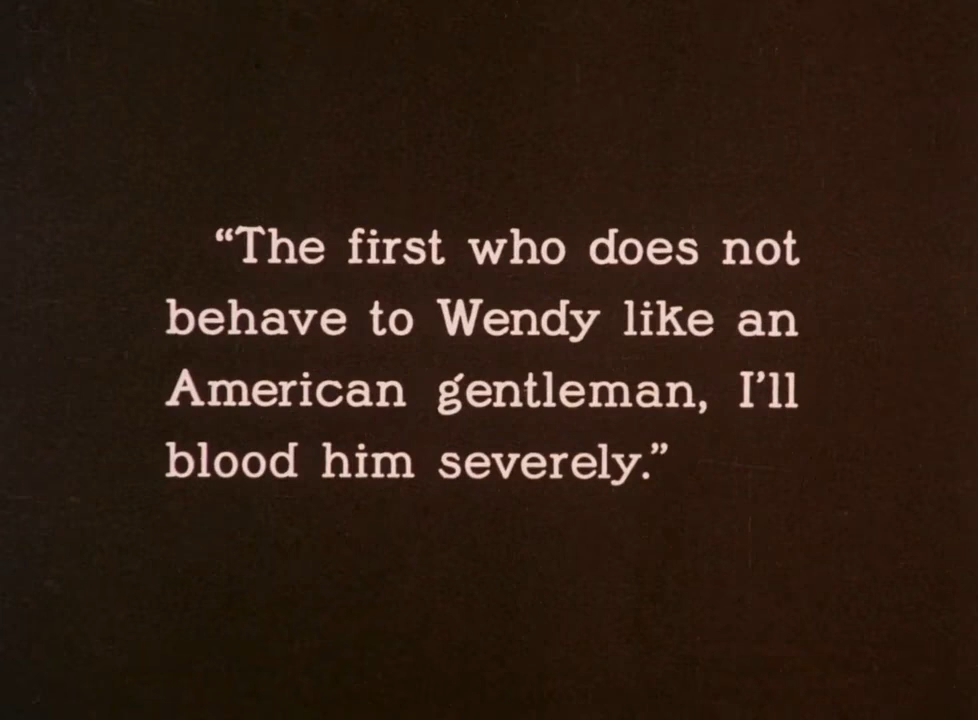 “The first who does not
behave to Wendy like an
American gentleman, I’ll
blood him severely.”